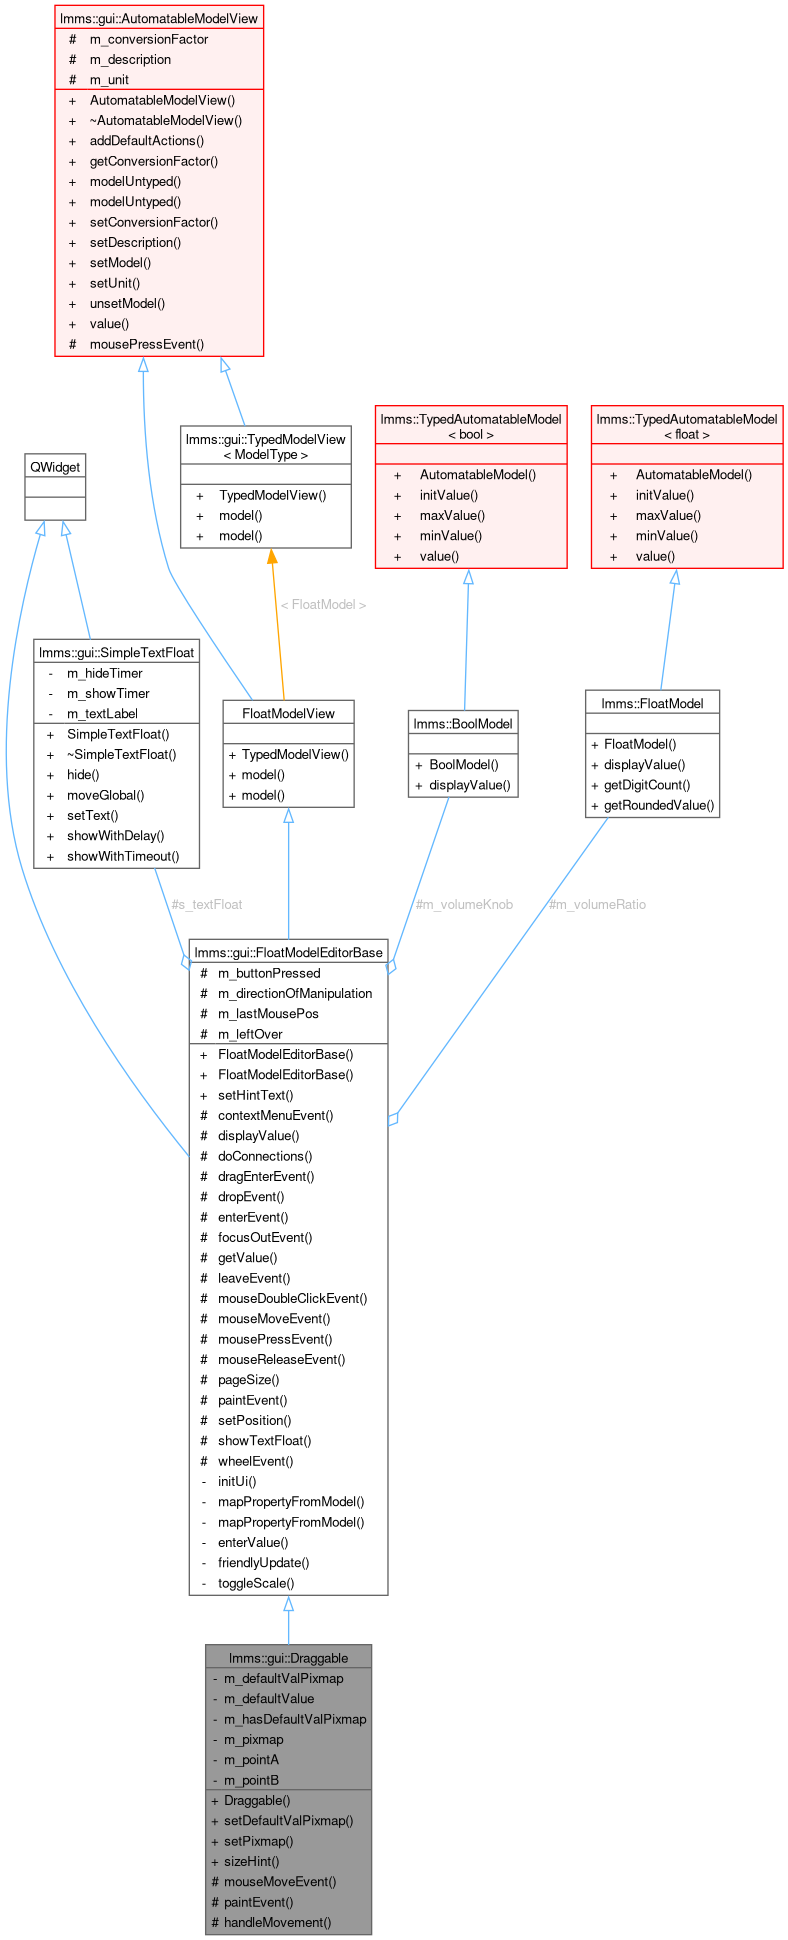 lmms::gui::AutomatableModelView
# m_conversionFactor
# m_description
# m_unit
+ AutomatableModelView()
+ ~AutomatableModelView()
+ addDefaultActions()
+ getConversionFactor()
+ modelUntyped()
+ modelUntyped()
+ setConversionFactor()
+ setDescription()
+ setModel()
+ setUnit()
+ unsetModel()
+ value()
# mousePressEvent()
lmms::gui::TypedModelView
< ModelType >
+ TypedModelView()
+ model()
+ model()
lmms::TypedAutomatableModel
< bool >
+ AutomatableModel()
+ initValue()
+ maxValue()
+ minValue()
+ value()
lmms::TypedAutomatableModel
< float >
+ AutomatableModel()
+ initValue()
+ maxValue()
+ minValue()
+ value()
QWidget
< FloatModel >
lmms::gui::SimpleTextFloat
- m_hideTimer
- m_showTimer
- m_textLabel
+ SimpleTextFloat()
+ ~SimpleTextFloat()
+ hide()
+ moveGlobal()
+ setText()
+ showWithDelay()
+ showWithTimeout()
FloatModelView
+ TypedModelView()
+ model()
+ model()
lmms::BoolModel
+ BoolModel()
+ displayValue()
lmms::FloatModel
+ FloatModel()
+ displayValue()
+ getDigitCount()
+ getRoundedValue()
#s_textFloat
#m_volumeKnob
#m_volumeRatio
lmms::gui::FloatModelEditorBase
# m_buttonPressed
# m_directionOfManipulation
# m_lastMousePos
# m_leftOver
+ FloatModelEditorBase()
+ FloatModelEditorBase()
+ setHintText()
# contextMenuEvent()
# displayValue()
# doConnections()
# dragEnterEvent()
# dropEvent()
# enterEvent()
# focusOutEvent()
# getValue()
# leaveEvent()
# mouseDoubleClickEvent()
# mouseMoveEvent()
# mousePressEvent()
# mouseReleaseEvent()
# pageSize()
# paintEvent()
# setPosition()
# showTextFloat()
# wheelEvent()
- initUi()
- mapPropertyFromModel()
- mapPropertyFromModel()
- enterValue()
- friendlyUpdate()
- toggleScale()
lmms::gui::Draggable
- m_defaultValPixmap
- m_defaultValue
- m_hasDefaultValPixmap
- m_pixmap
- m_pointA
- m_pointB
+ Draggable()
+ setDefaultValPixmap()
+ setPixmap()
+ sizeHint()
# mouseMoveEvent()
# paintEvent()
# handleMovement()